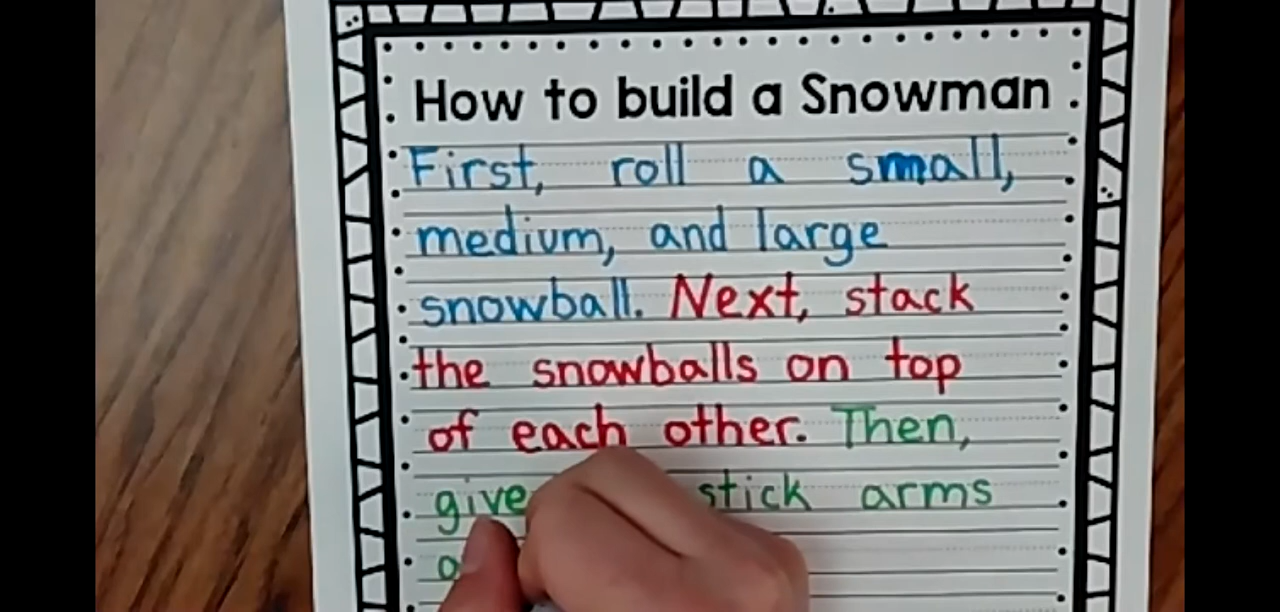 How to build a Snowman
First, roll a small,
medium, and large
snowball. Next, stack
the snowballs on top
of each other. Then,
give stick arms